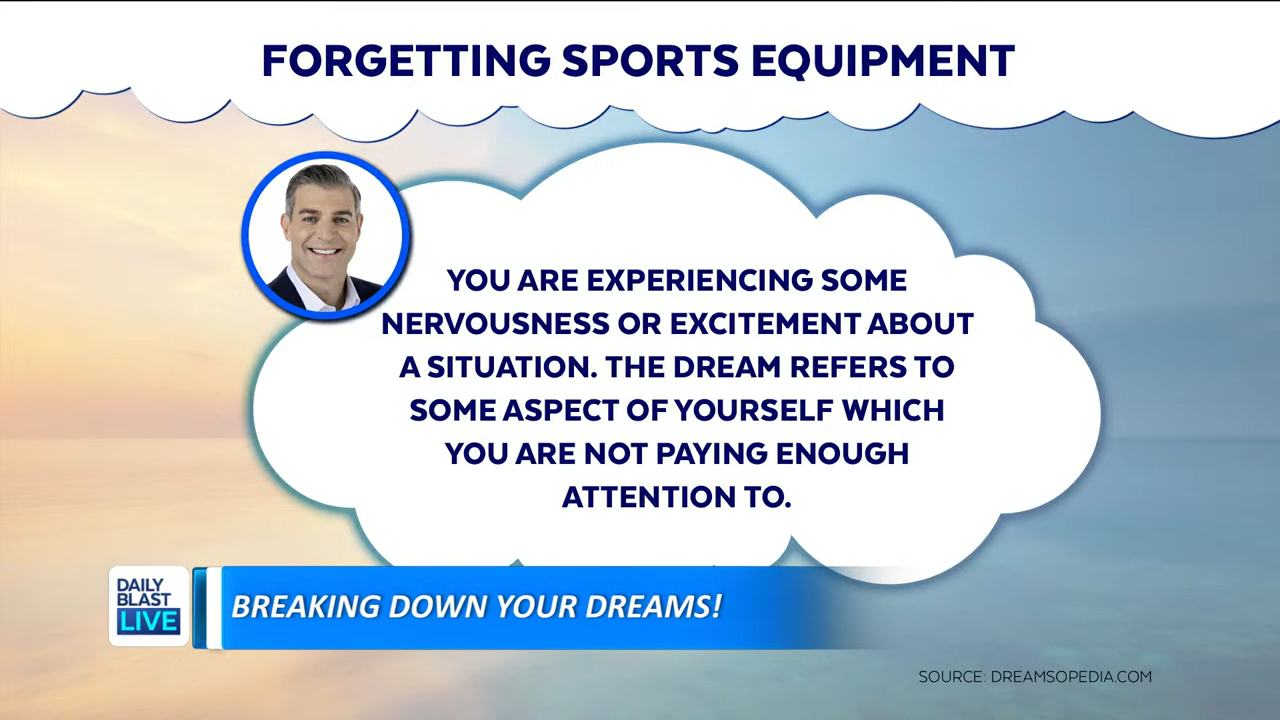 FORGETTING SPORTS EQUIPMENT
YOU ARE EXPERIENCING SOME
NERVOUSNESS OR EXCITEMENT ABOUT
A SITUATION. THE DREAM REFERS TO
SOME ASPECT OF YOURSELF WHICH
YOU ARE NOT PAYING ENOUGH
ATTENTION TO.
DAILY
BLAST
LIVE
BREAKING DOWN YOUR DREAMS!
SOURCE: DREAMSOPEDIA.COM